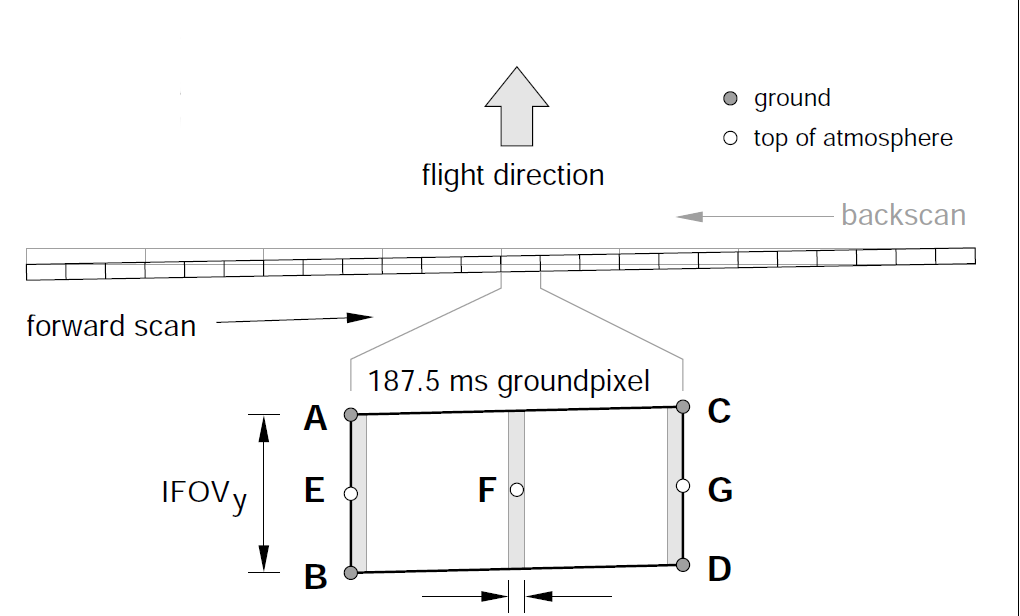 ground
top of atmosphere
flight direction
backscan
forward scan
187.5 ms groundpixel
A
C
E
IFOVy
F
G
B
D